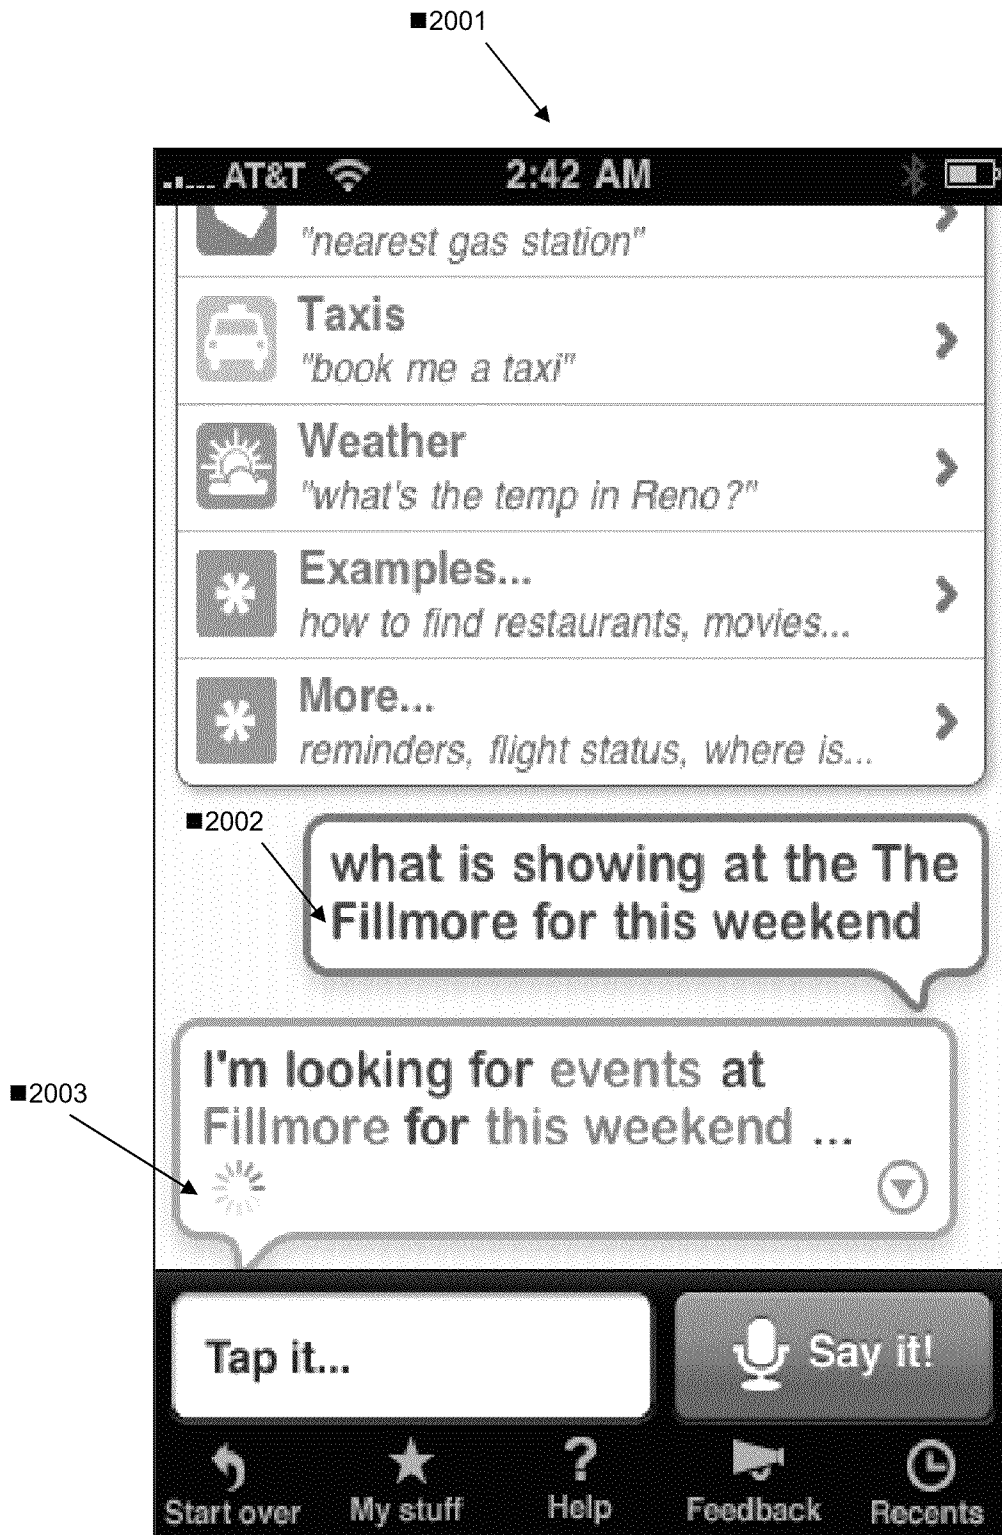 ■2001
AT&T 2:42 AM
"nearest gas station"
Taxis
"book me a taxi"
Weather
"what's the temp in Reno?"
Examples...
how to find restaurants, movies...
More...
reminders, flight status, where is...
■2002
what is showing at the The
Fillmore for this weekend
■2003
I'm looking for events at
Fillmore for this weekend ...
Tap it...
Say it!
Start over
My stuff
?
Help
Feedback
Recents